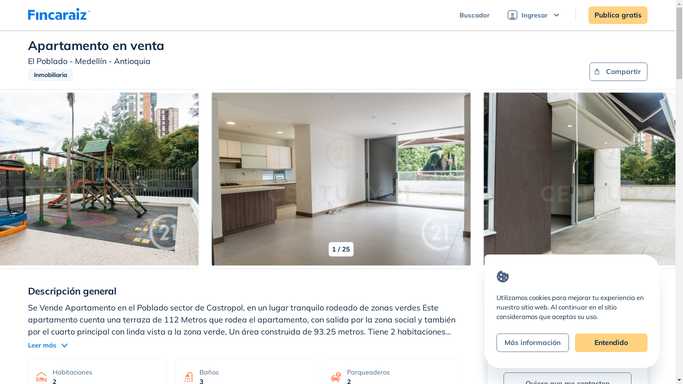 Fincaraiz
Buscador
Ingresar
Publica gratis
Apartamento en venta
El Poblado - Medellín - Antioquia
Inmobiliaria
Compartir
21
1 / 25
Descripción general
Se Vende Apartamento en el Poblado sector de Castropol, en un lugar tranquilo rodeado de zonas verdes Este
apartamento cuenta una terraza de 112 Metros que rodea el apartamento, con salida por la zona social y también
por el cuarto principal con linda vista a la zona verde, Un área construida de 93.25 metros. Tiene 2 habitaciones...
Leer más
Habitaciones
2
Baños
3
Parqueaderos
2
Utilizamos cookies para mejorar tu experiencia en
nuestro sitio web. Al continuar en el sitio
consideramos que aceptas su uso.
Más información
Entendido
Quiero que me contacten